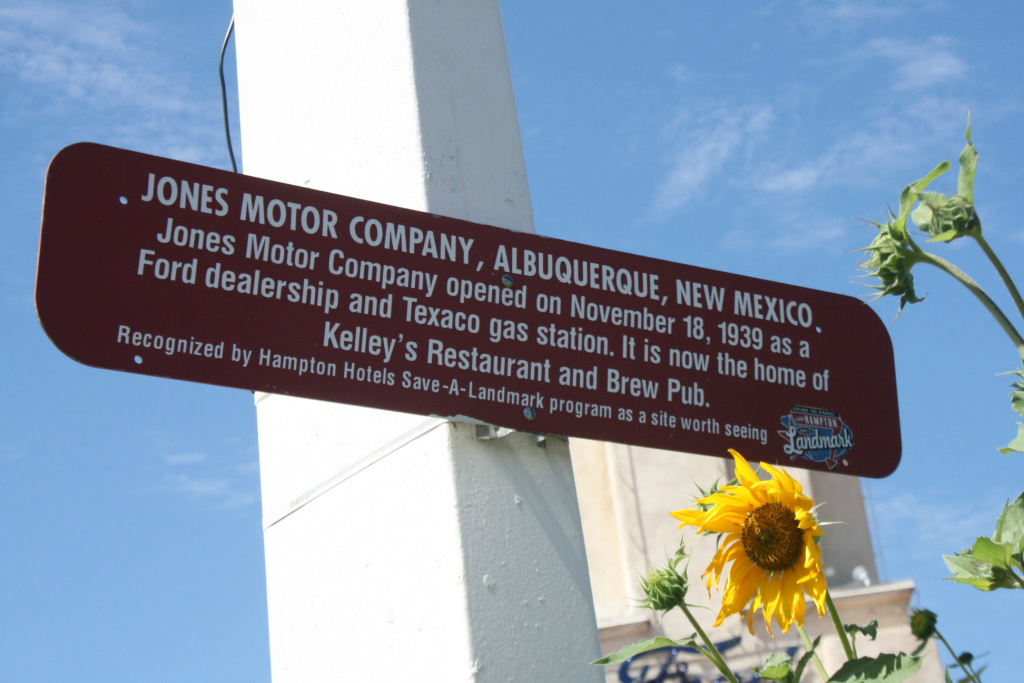 JONES MOTOR COMPANY, ALBUQUERQUE, NEW MEXICO
Jones Motor Company opened on November 18, 1939 as a
Ford dealership and Texaco gas station. It is now the home of
Kelley's Restaurant and Brew Pub.
Recognized by Hampton Hotels Save-A-Landmark program as a site worth seeing
HAMPTON
Landmark